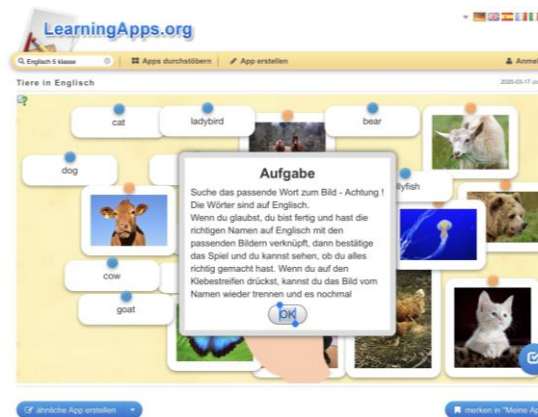 LearningApps.org
Englisch 5 klasse
Apps durchstöbern
App erstellen
Tiere in Englisch
2020-03-17
cat
ladybird
bear
dog
Aufgabe
Suche das passende Wort zum Bild - Achtung !
Die Wörter sind auf Englisch.
Wenn du glaubst, du bist fertig und hast die
richtigen Namen auf Englisch mit den
passenden Bildern verknüpft, dann bestätige
das Spiel und du kannst sehen, ob du alles
richtig gemacht hast. Wenn du auf den
Klebestreifen drückst, kannst du das Bild vom
Namen wieder trennen und es nochmal
OK
llyfish
cow
goat
ähnliche App erstellen
merken in "Meine Ap